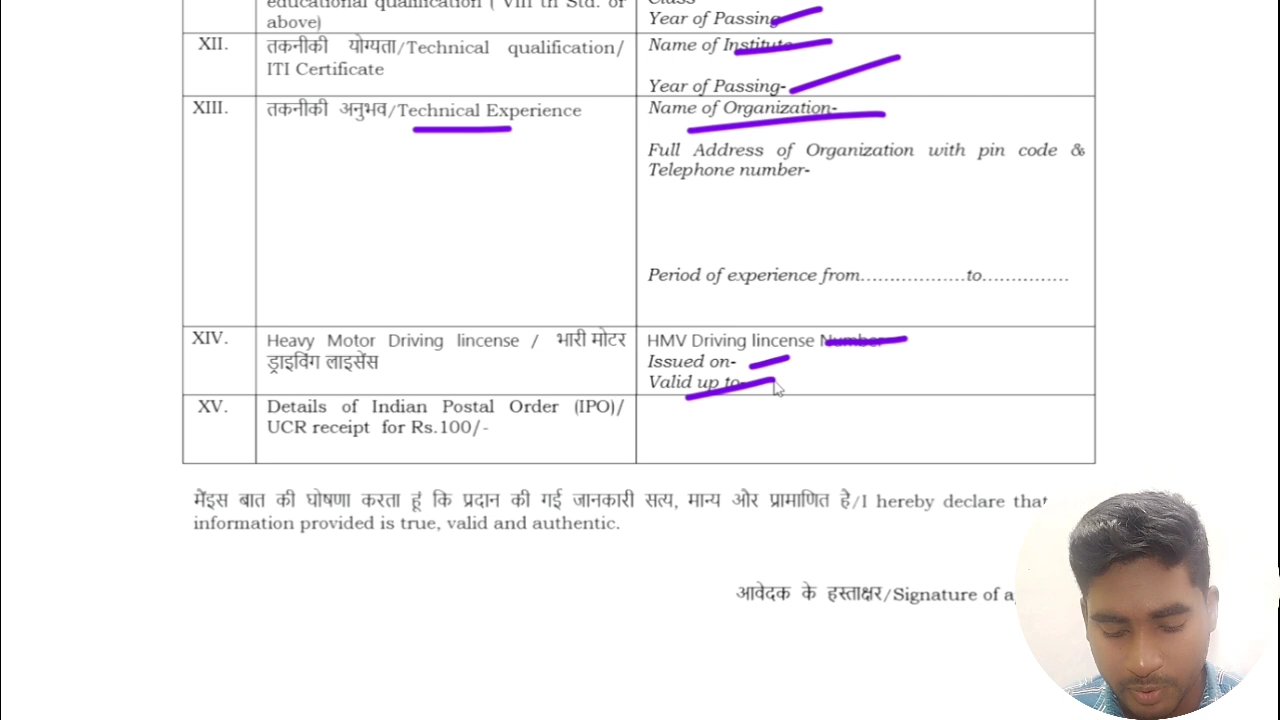 educational qualification ( VIII th Std. or
above)
Class
Year of Passing
XII.
तकनीकी योग्यता/Technical qualification/
ITI Certificate
Name of Institute
Year of Passing-
XIII.
तकनीकी अनुभव/Technical Experience
Name of Organization-
Full Address of Organization with pin code &
Telephone number-
Period of experience from...................to...............
XIV.
Heavy Motor Driving lincense / भारी मोटर
ड्राइविंग लाइसेंस
HMV Driving lincense Number
Issued on-
Valid up to-
XV.
Details of Indian Postal Order (IPO)/
UCR receipt for Rs.100/-
मैंइस बात की घोषणा करता हूं कि प्रदान की गई जानकारी सत्य, मान्य और प्रामाणित है/I hereby declare that
information provided is true, valid and authentic.
आवेदक के हस्ताक्षर/Signature of